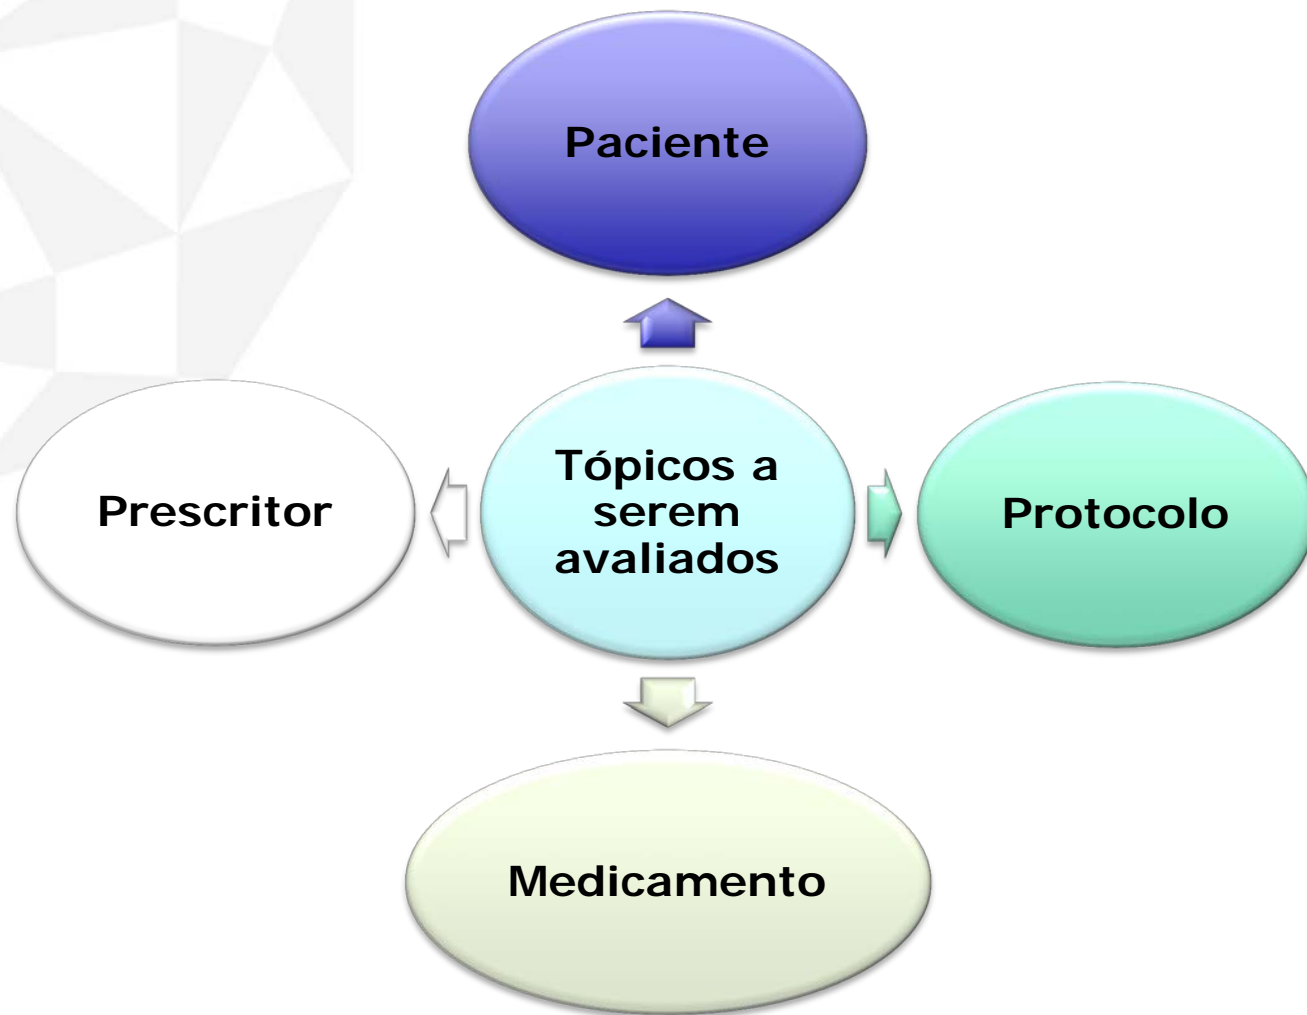 Paciente
Prescritor
Tópicos a
serem
avaliados
Protocolo
Medicamento